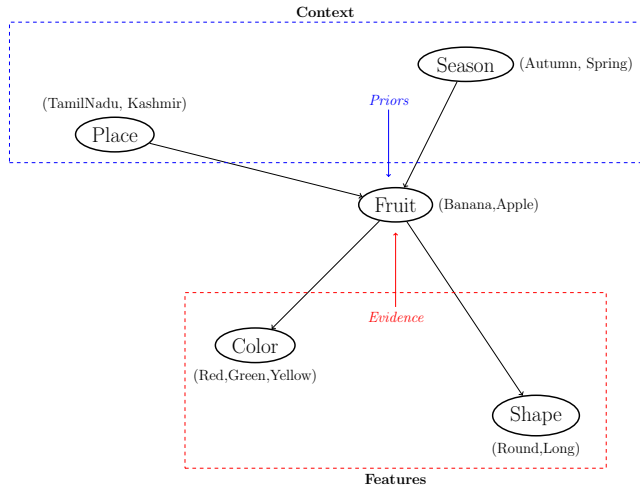 Context
Season
(Autumn, Spring)
Priors
(TamilNadu, Kashmir)
Place
Fruit
(Banana,Apple)
Evidence
Color
(Red,Green,Yellow)
Shape
(Round,Long)
Features